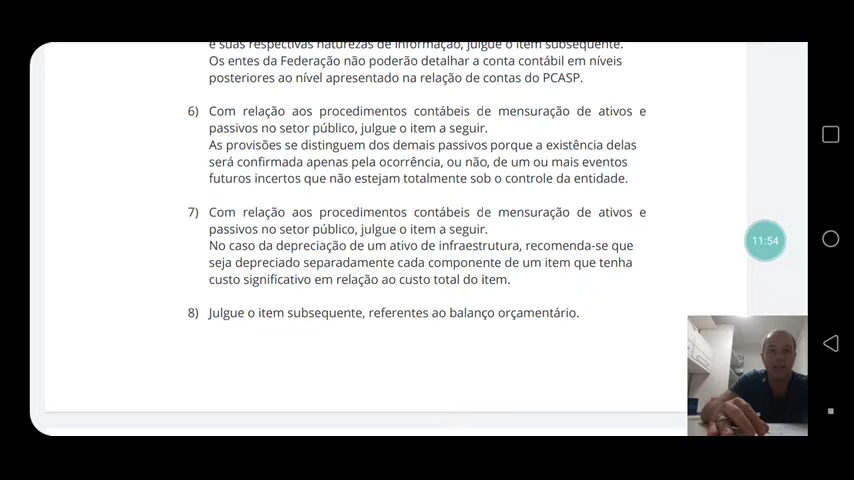 e suas respectivas naturezas de informação, julgue o item subsequente.
Os entes da Federação não poderão detalhar a conta contábil em níveis
posteriores ao nível apresentado na relação de contas do PCASP.
6) Com relação aos procedimentos contábeis de mensuração de ativos e
passivos no setor público, julgue o item a seguir.
As provisões se distinguem dos demais passivos porque a existência delas
será confirmada apenas pela ocorrência, ou não, de um ou mais eventos
futuros incertos que não estejam totalmente sob o controle da entidade.
7) Com relação aos procedimentos contábeis de mensuração de ativos e
passivos no setor público, julgue o item a seguir.
No caso da depreciação de um ativo de infraestrutura, recomenda-se que
seja depreciado separadamente cada componente de um item que tenha
custo significativo em relação ao custo total do item.
8) Julgue o item subsequente, referentes ao balanço orçamentário.
11:54